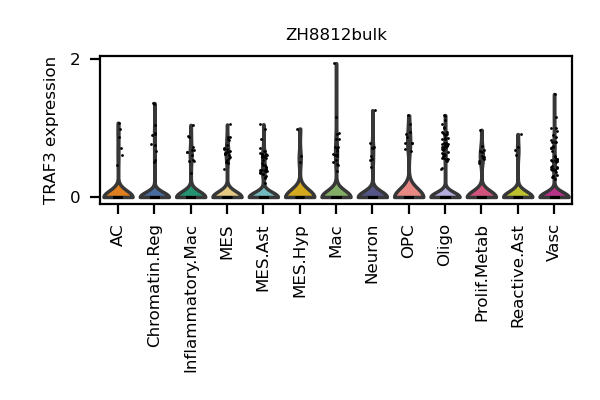 ZH8812bulk
TRAF3 expression
2
0
AC
Chromatin.Reg
Inflammatory.Mac
MES
MES.Ast
MES.Hyp
Mac
Neuron
OPC
Oligo
Prolif.Metab
Reactive.Ast
Vasc